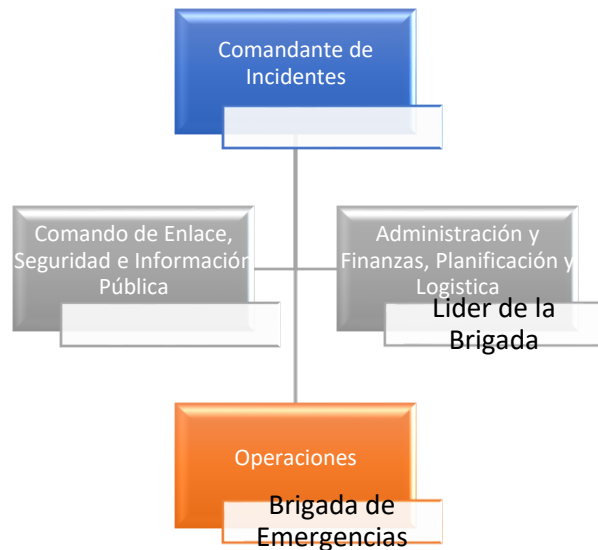 Comandante de
Incidentes
Comando de Enlace,
Seguridad e Información
Pública
Administración y
Finanzas, Planificación y
Logistica
Lider de la
Brigada
Operaciones
Brigada de
Emergencias